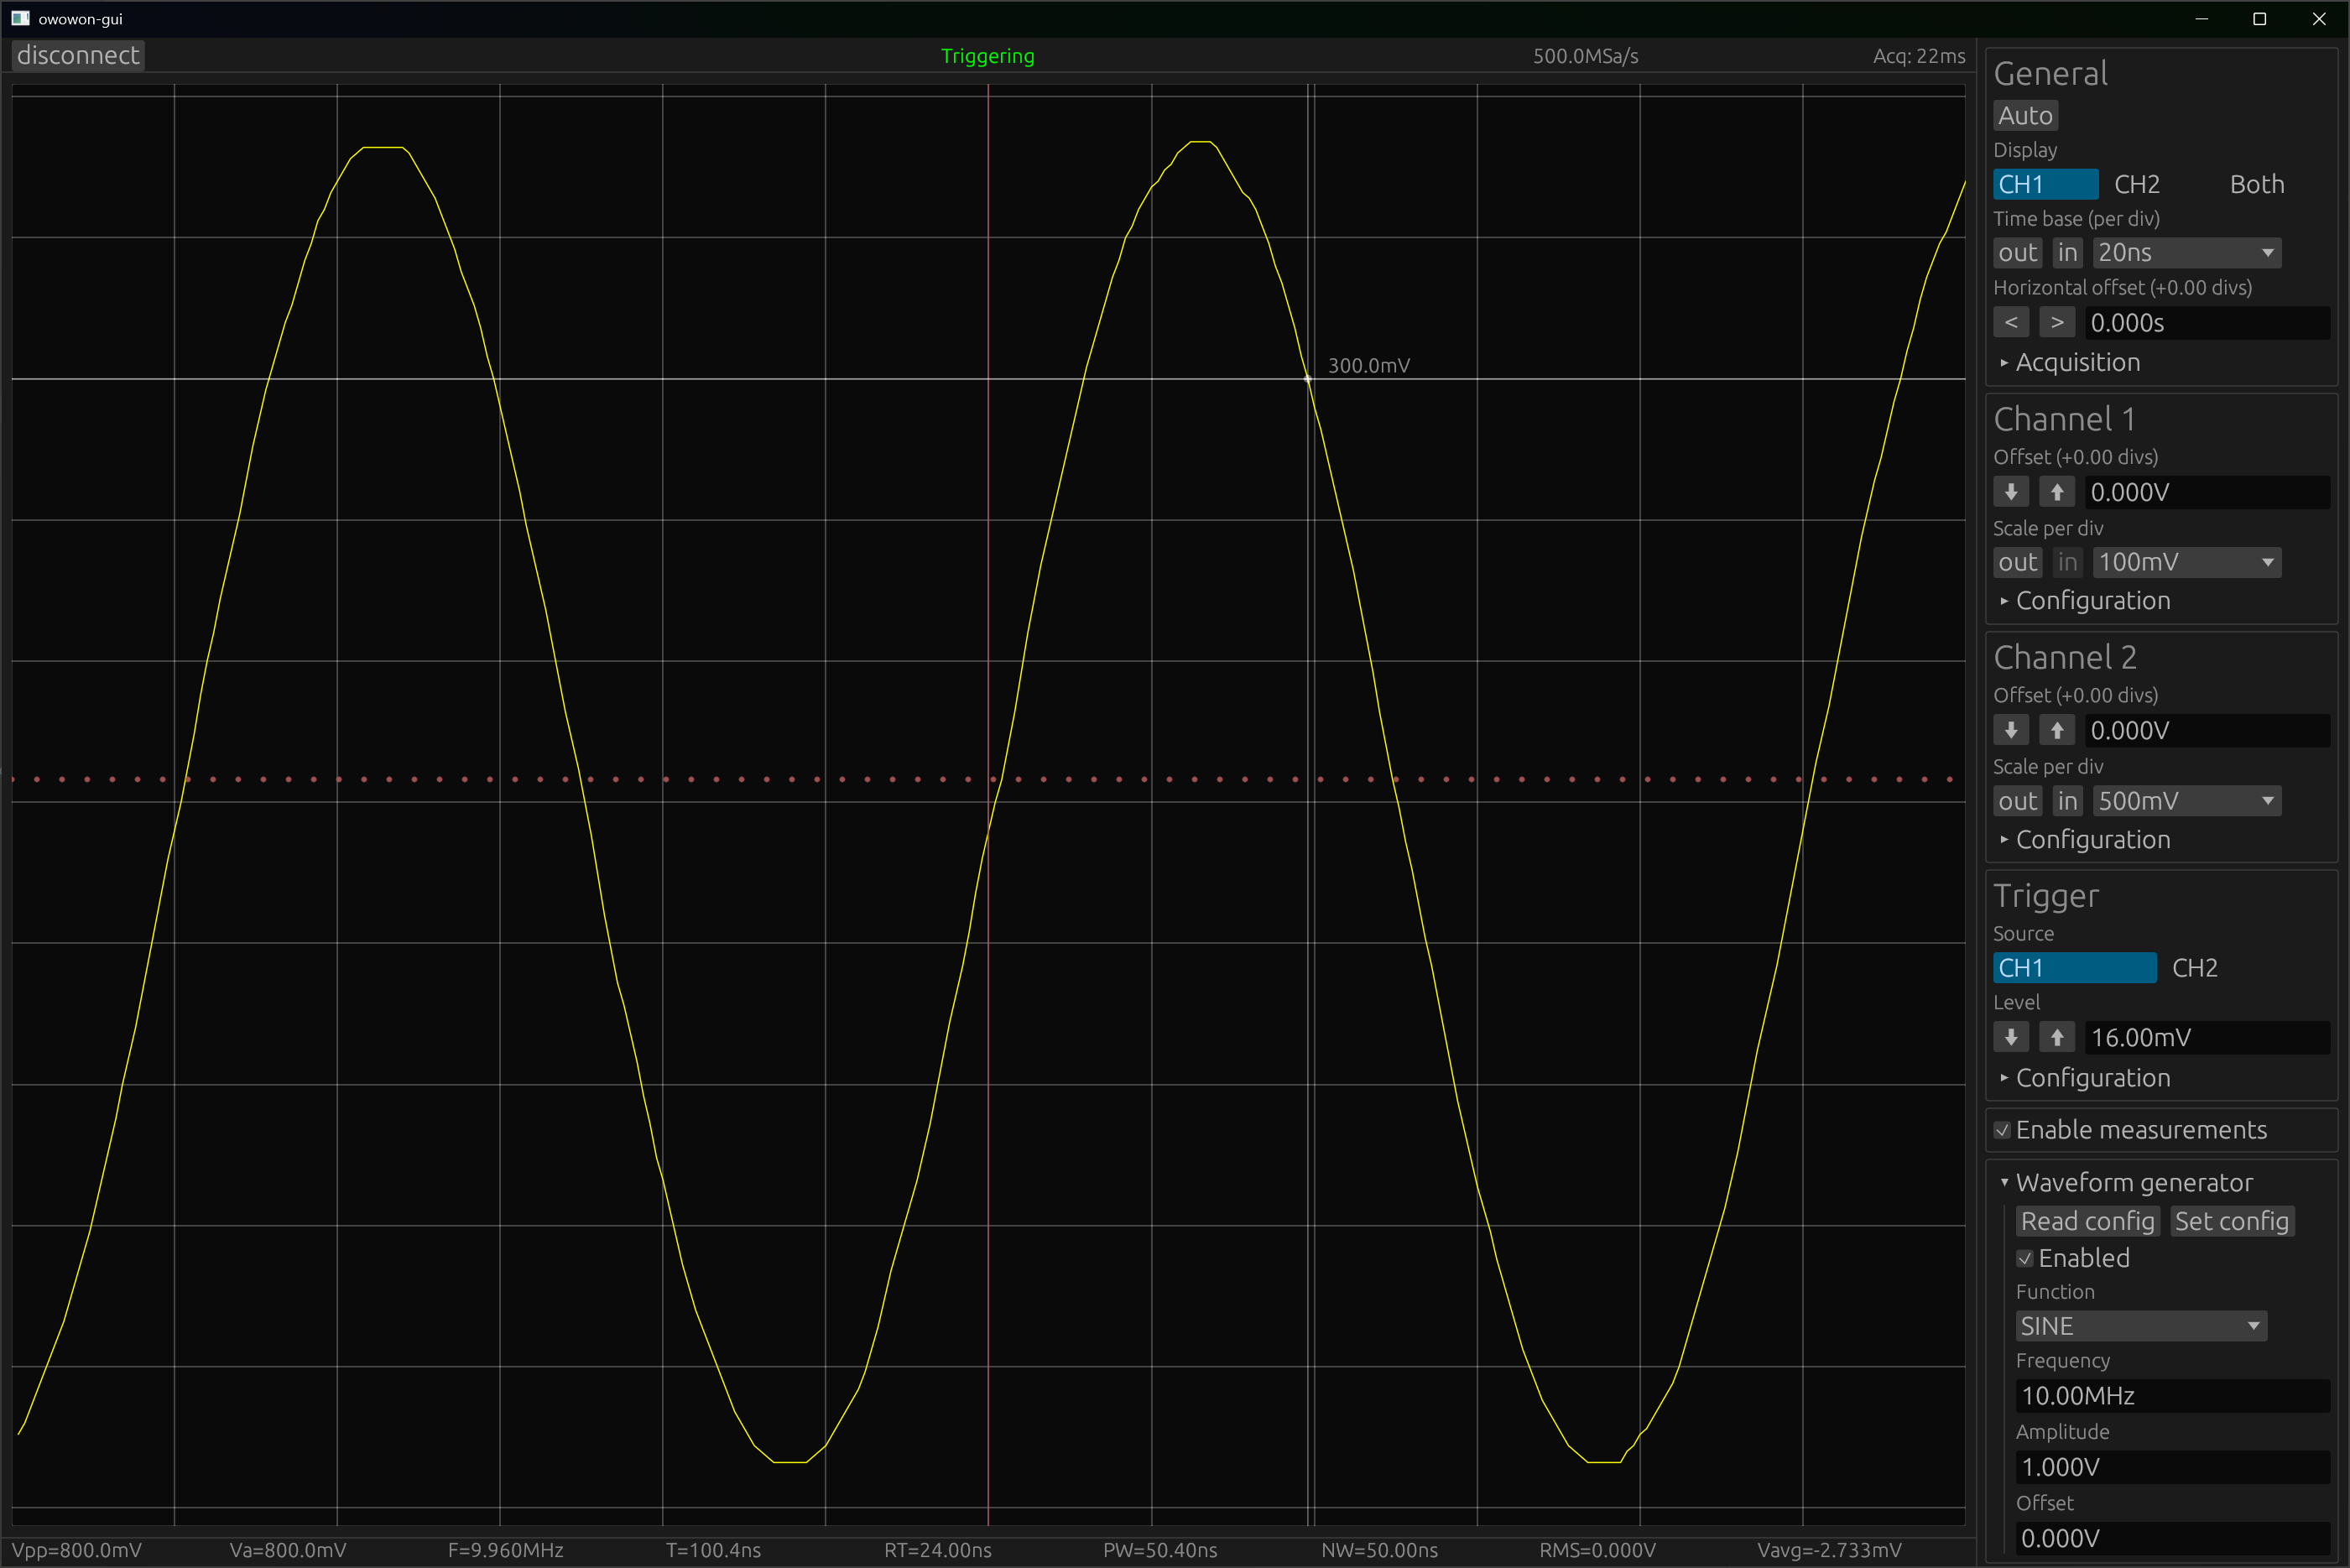 owowon-gui
disconnect Triggering 500.0MSa/s Acq: 22ms
300.0mV
Vpp=800.0mV Va=800.0mV F=9.960MHz T=100.4ns RT=24.00ns PW=50.40ns NW=50.00ns RMS=0.000V Vavg=-2.733mV
General
Auto
Display
CH1 CH2 Both
Time base (per div)
out in 20ns
Horizontal offset (+0.00 divs)
< > 0.000s
Acquisition
Channel 1
Offset (+0.00 divs)
0.000V
Scale per div
out in 100mV
Configuration
Channel 2
Offset (+0.00 divs)
0.000V
Scale per div
out in 500mV
Configuration
Trigger
Source
CH1 CH2
Level
16.00mV
Configuration
Enable measurements
Waveform generator
Read config Set config
Enabled
Function
SINE
Frequency
10.00MHz
Amplitude
1.000V
Offset
0.000V